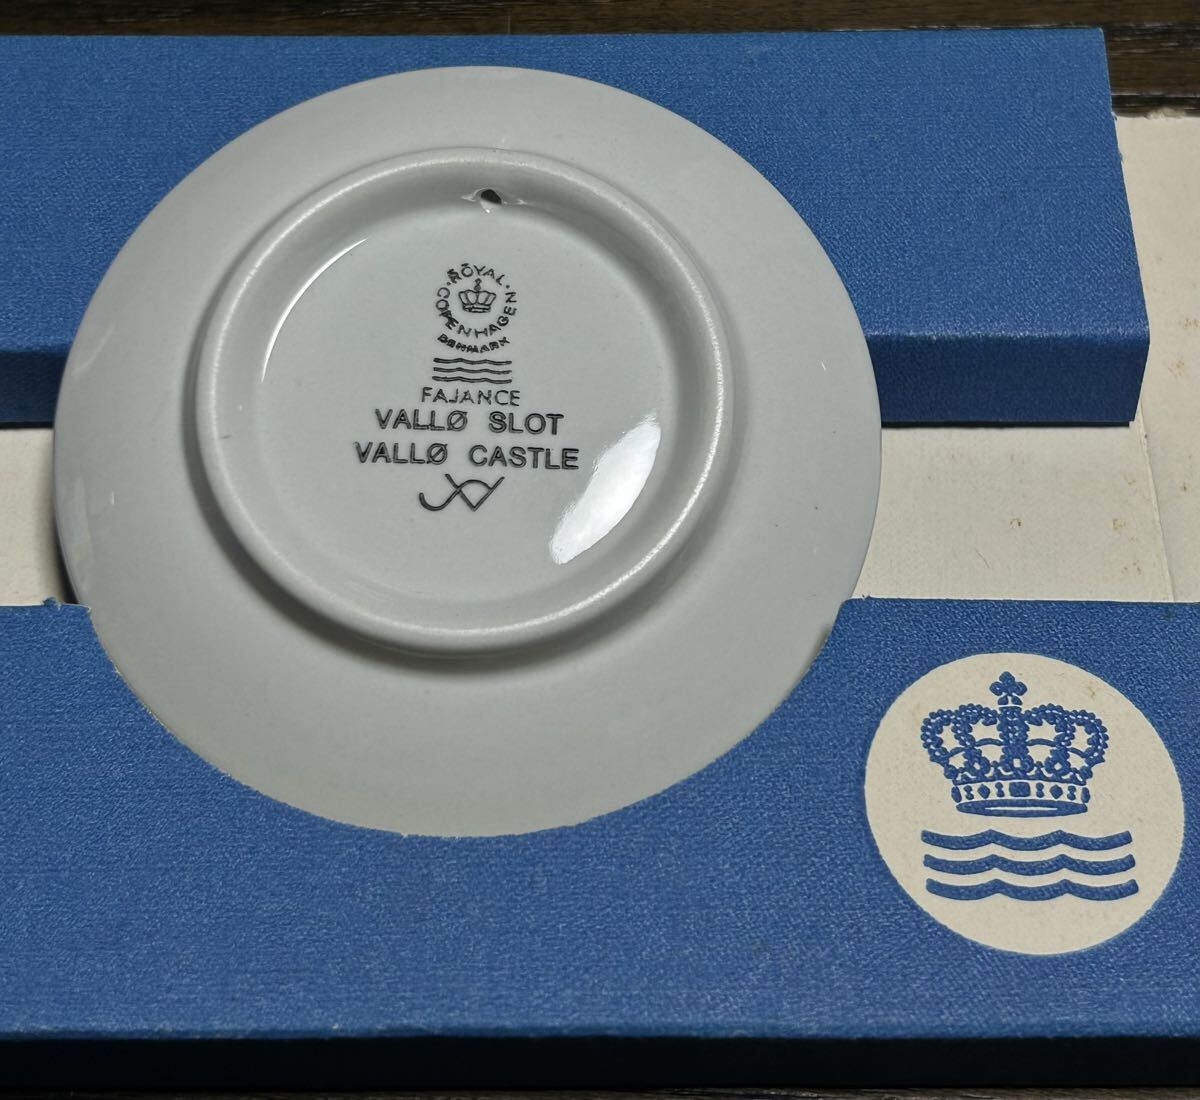 ROYAL
COPENHAGEN
DENMARK
FAJANCE
VALLØ SLOT
VALLØ CASTLE